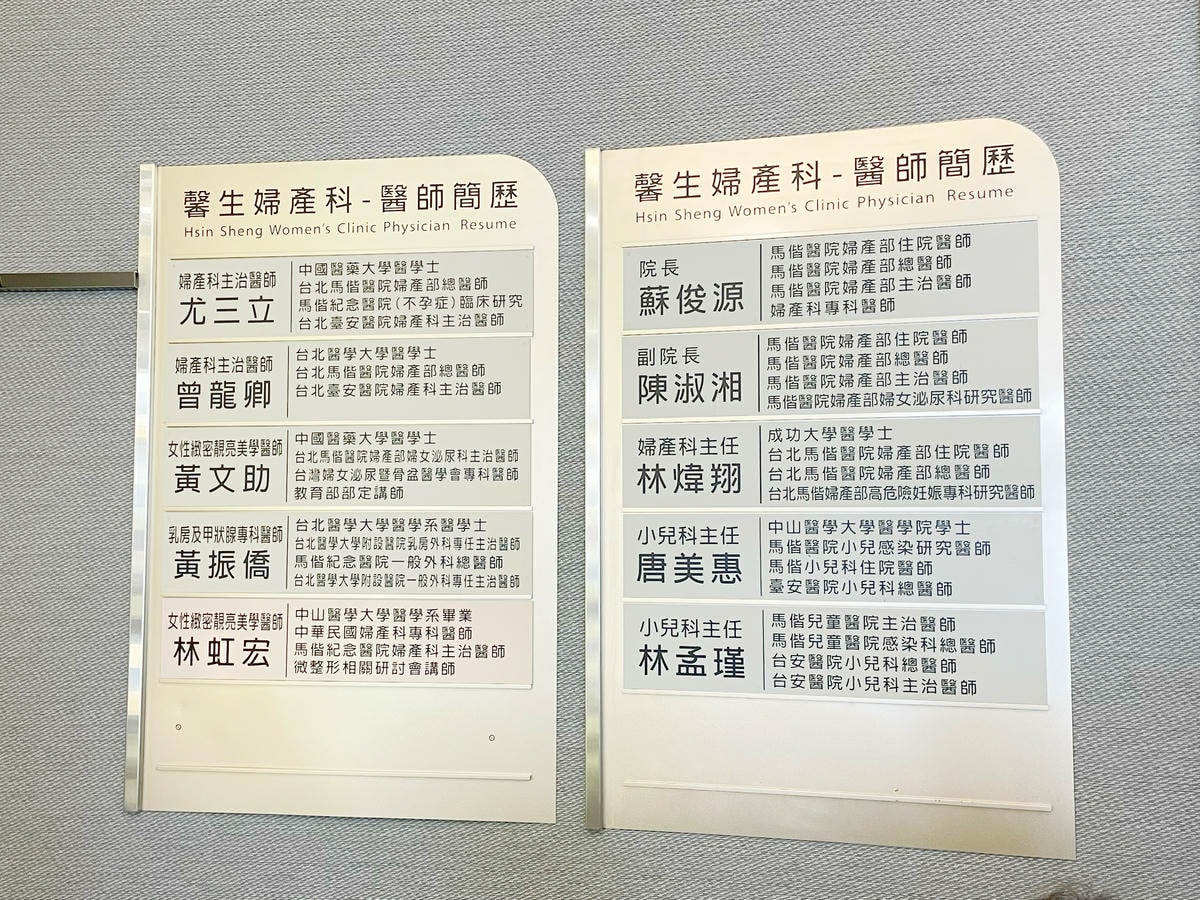 馨生婦產科-醫師簡歷
Hsin Sheng Women's Clinic Physician Resume
婦產科主治醫師
尤三立
中國醫藥大學醫學士
台北馬偕醫院婦產部總醫師
馬偕紀念醫院(不孕症)臨床研究
台北臺安醫院婦產科主治醫師
婦產科主治醫師
曾龍卿
台北醫學大學醫學士
台北馬偕醫院婦產部總醫師
台北臺安醫院婦產科主治醫師
女性緻密靚亮美學醫師
黃文助
中國醫藥大學醫學士
台北馬偕醫院婦產部婦女泌尿科主治醫師
台灣婦女泌尿暨骨盆醫學會專科醫師
教育部部定講師
乳房及甲狀腺專科醫師
黃振僑
台北醫學大學醫學系醫學士
台北醫學大學附設醫院乳房外科專任主治醫師
馬偕紀念醫院一般外科總醫師
台北醫學大學附設醫院一般外科專任主治醫師
女性緻密靚亮美學醫師
林虹宏
中山醫學大學醫學系畢業
中華民國婦產科專科醫師
馬偕紀念醫院婦產科主治醫師
微整形相關研討會講師
馨生婦產科-醫師簡歷
Hsin Sheng Women's Clinic Physician Resume
院長
蘇俊源
馬偕醫院婦產部住院醫師
馬偕醫院婦產部總醫師
馬偕醫院婦產部主治醫師
婦產科專科醫師
副院長
陳淑湘
馬偕醫院婦產部住院醫師
馬偕醫院婦產部總醫師
馬偕醫院婦產部主治醫師
馬偕醫院婦產部婦女泌尿科研究醫師
婦產科主任
林煒翔
成功大學醫學士
台北馬偕醫院婦產部住院醫師
台北馬偕醫院婦產部總醫師
台北馬偕婦產部高危險妊娠專科研究醫師
小兒科主任
唐美惠
中山醫學大學醫學院學士
馬偕醫院小兒感染研究醫師
馬偕小兒科住院醫師
臺安醫院小兒科總醫師
小兒科主任
林孟瑾
馬偕兒童醫院主治醫師
馬偕兒童醫院感染科總醫師
台安醫院小兒科總醫師
台安醫院小兒科主治醫師